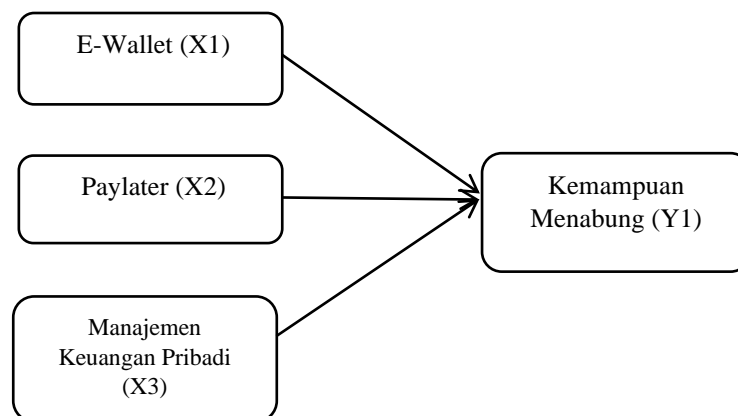 E-Wallet (X1)
Paylater (X2)
Manajemen
Keuangan Pribadi
(X3)
Kemampuan
Menabung (Y1)